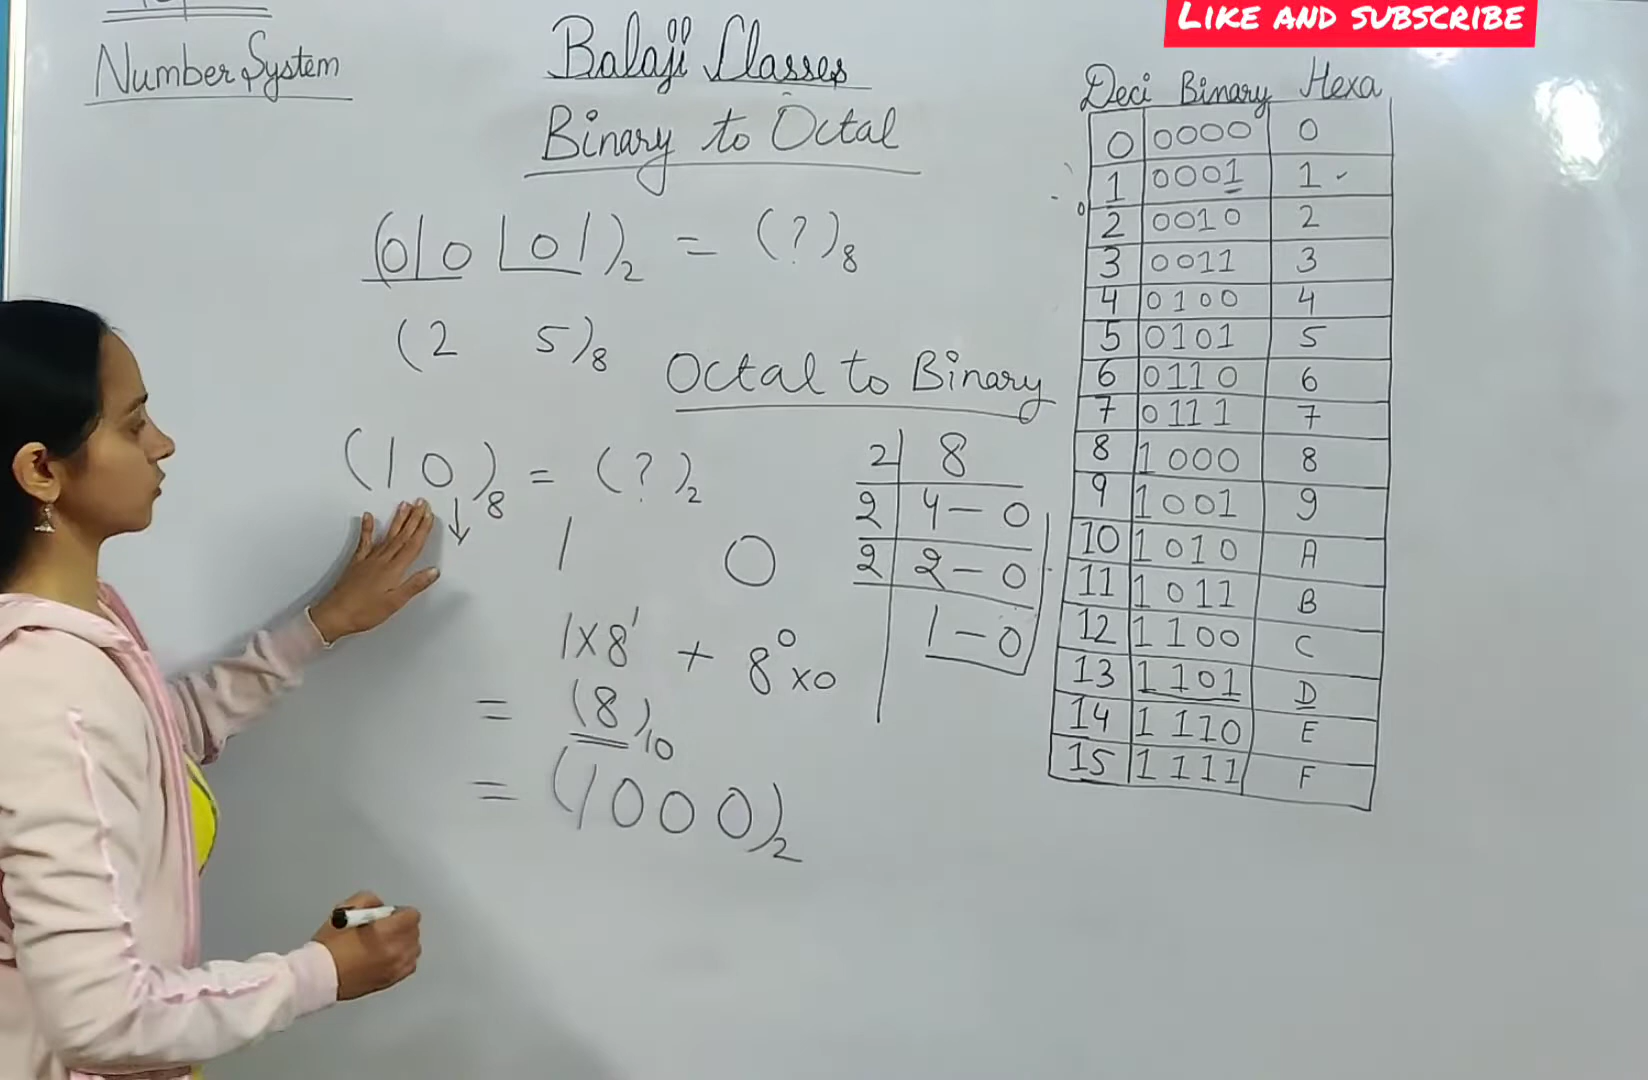 LIKE AND SUBSCRIBE
Number System
Balaji Classes
Binary to Octal
(010 101)₂ = (?)₈
(2 5)₈
Octal to Binary
(10)₈ = (?)₂
↓
1 0
1×8¹ + 8⁰×0
= (8)₁₀
= (1000)₂
2 8
2 4 – 0
2 2 – 0
1 – 0
Deci Binary Hexa
0 0000 0
1 0001 1
2 0010 2
3 0011 3
4 0100 4
5 0101 5
6 0110 6
7 0111 7
8 1000 8
9 1001 9
10 1010 A
11 1011 B
12 1100 C
13 1101 D
14 1110 E
15 1111 F